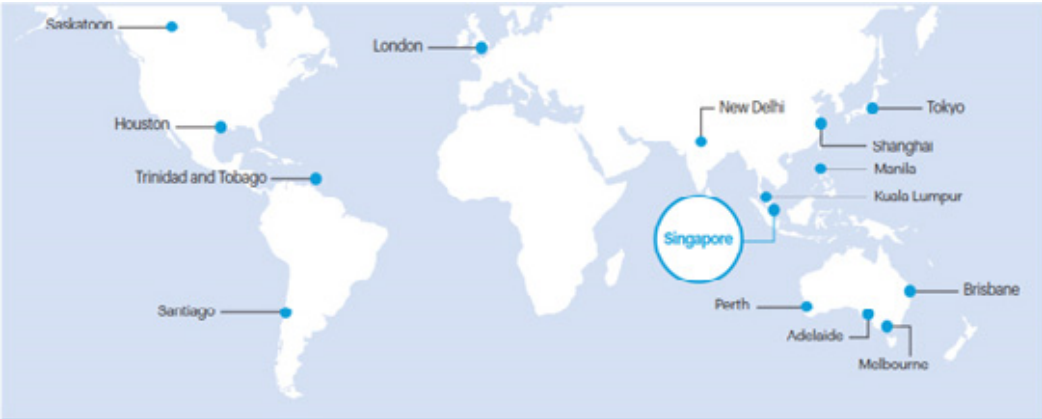 Saskatoon
London
New Delhi
Tokyo
Houston
Shanghai
Manila
Trinidad and Tobago
Kuala Lumpur
Singapore
Brisbane
Perth
Santiago
Adelaide
Melbourne